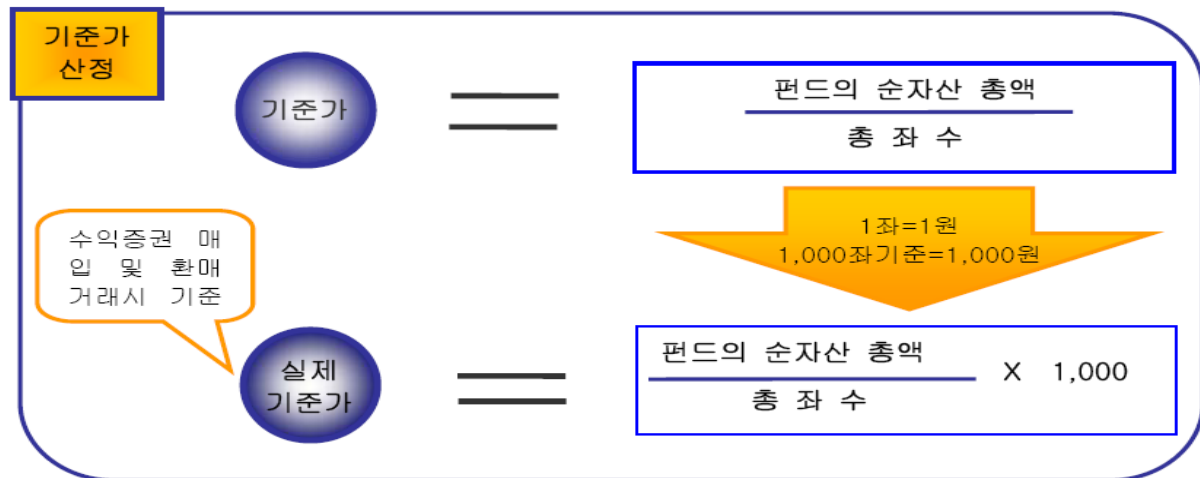 기준가
산정
기준가
펀드의 순자산 총액
총 좌 수
1좌=1원
1,000좌기준=1,000원
수익증권 매
입 및 환매
거래시 기준
실제
기준가
펀드의 순자산 총액
총 좌 수
X 1,000